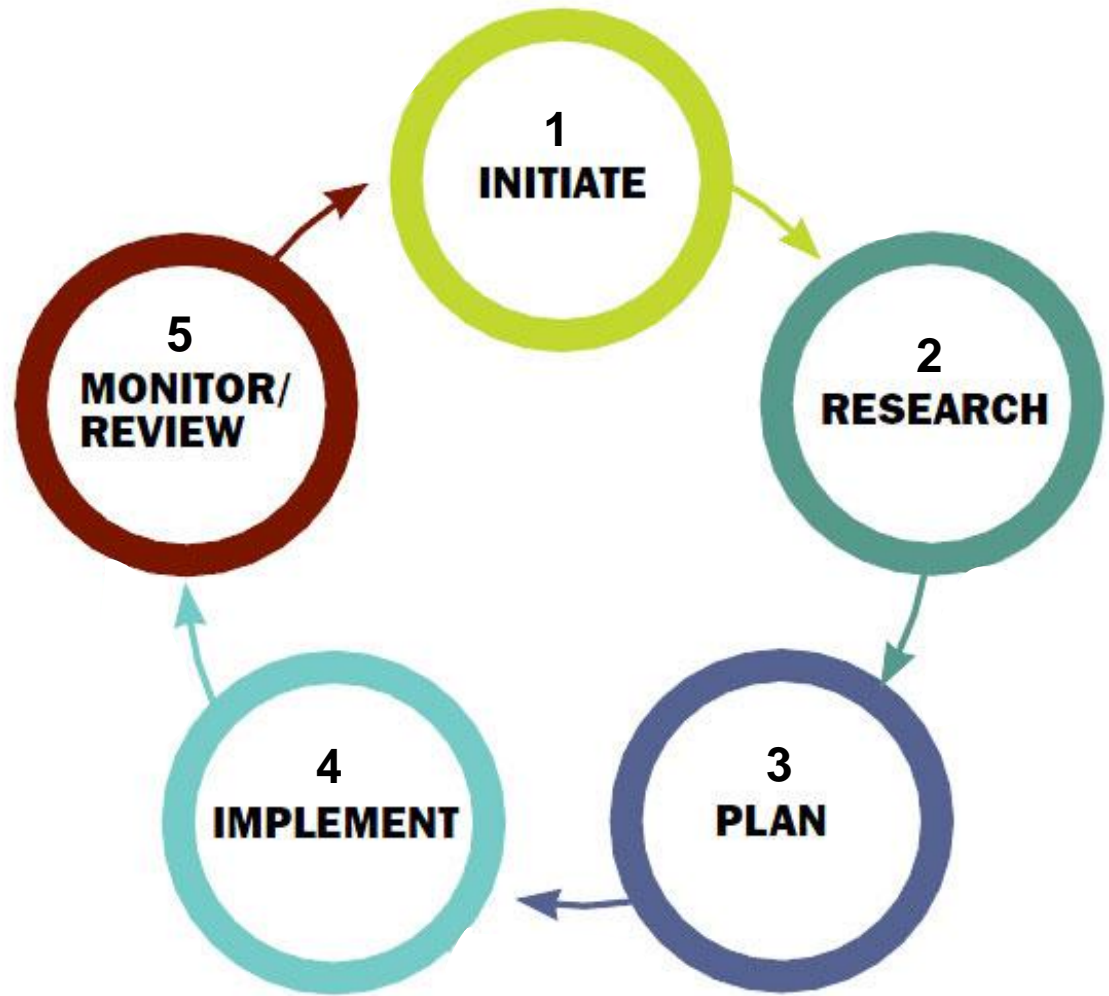 1
INITIATE
2
RESEARCH
3
PLAN
4
IMPLEMENT
5
MONITOR/
REVIEW